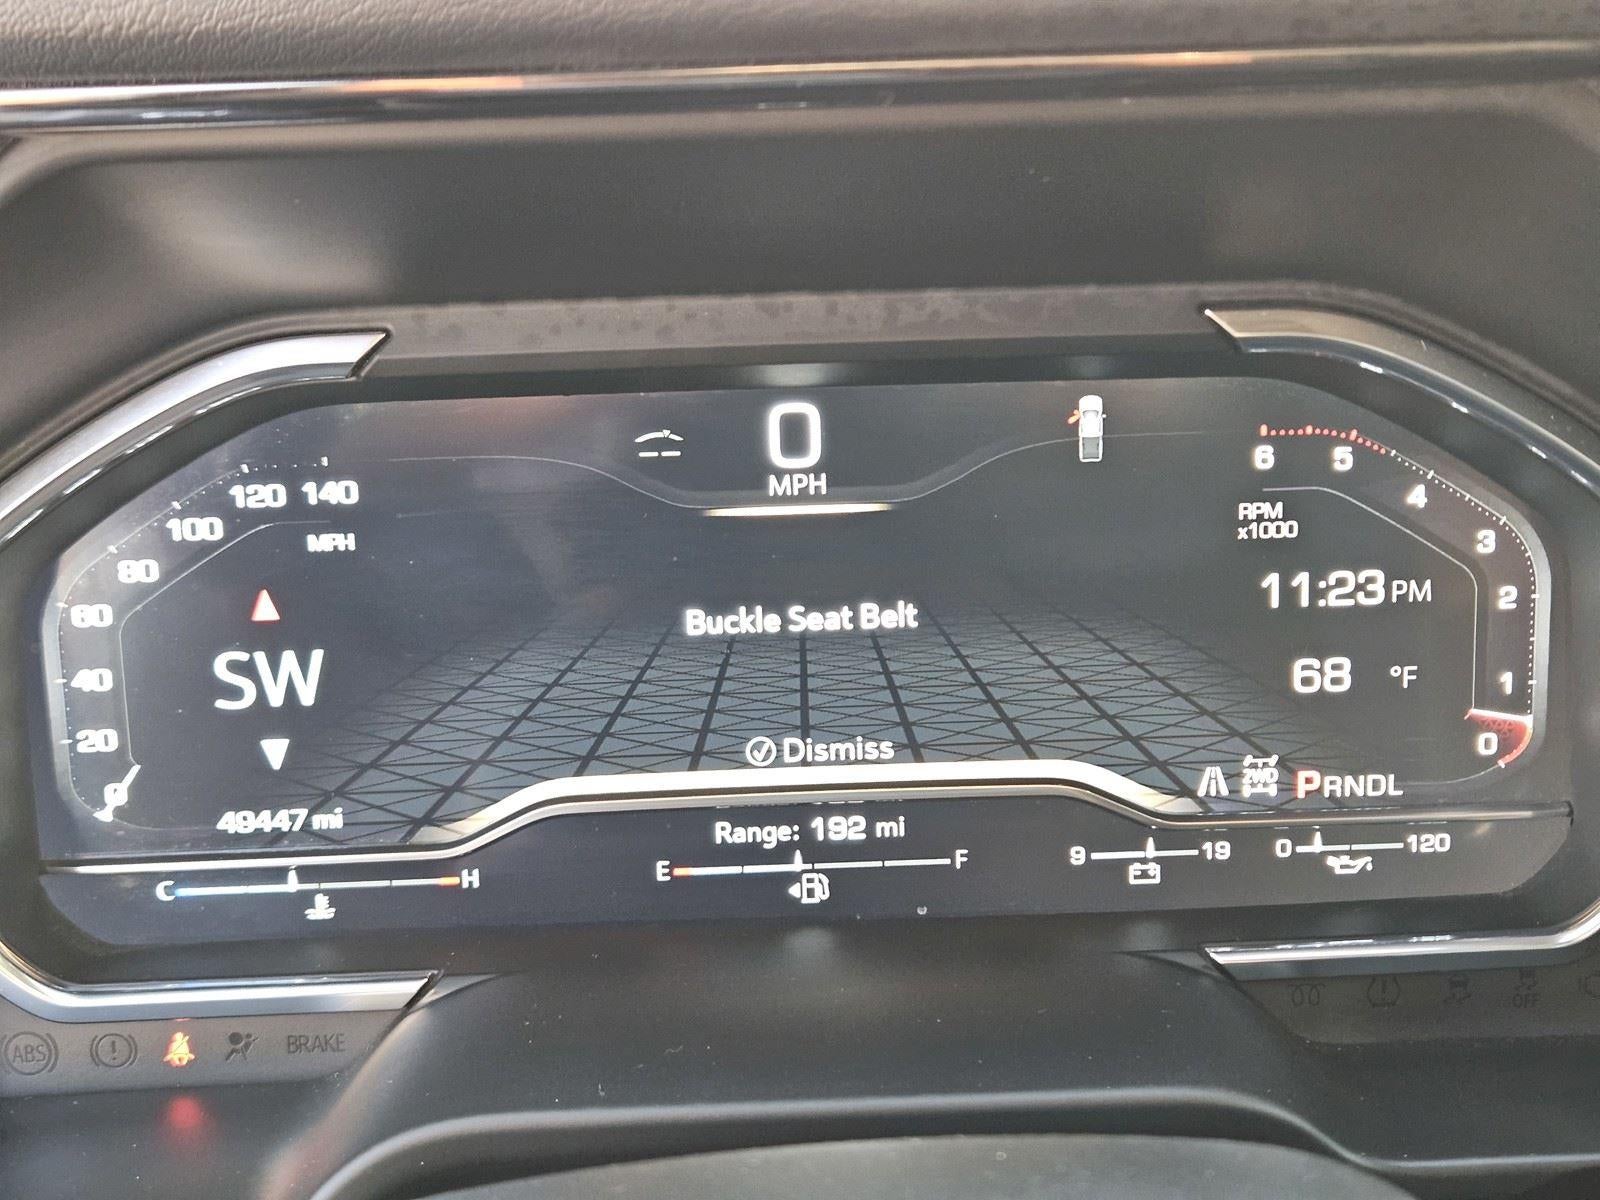 0
MPH
120 140
100
MPH
80
60
40
20
0
SW
49447 mi
6 5
4
3
2
1
0
RPM
x1000
11:23 PM
68 °F
Buckle Seat Belt
Dismiss
2WD
PRNDL
Range: 192 mi
C H
E F
9 19
0 120
ABS
!
BRAKE
!
OFF